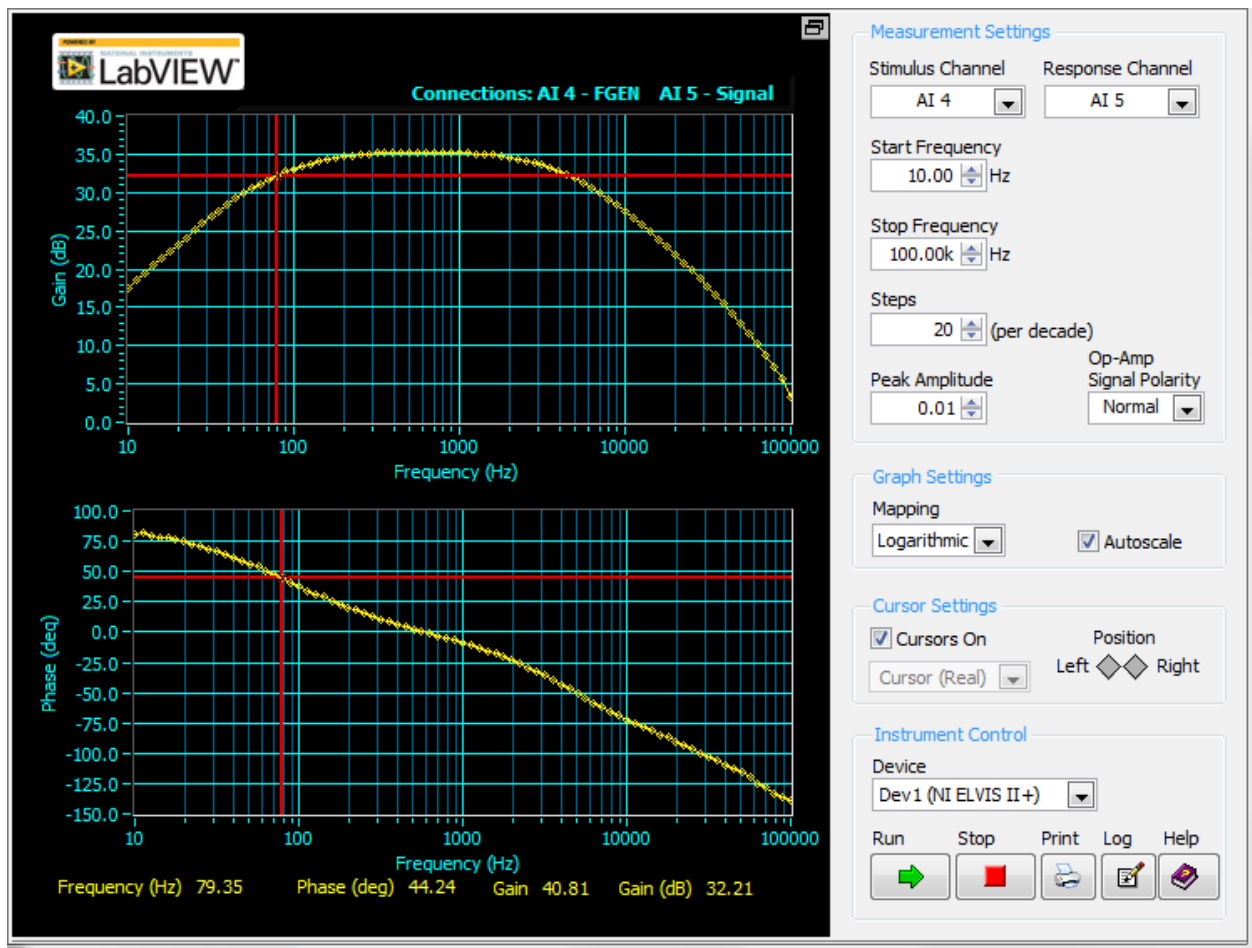 POWERED BY
NATIONAL INSTRUMENTS
LabVIEW™
Connections: AI 4 - FGEN AI 5 - Signal
40.0
35.0
30.0
25.0
20.0
15.0
10.0
5.0
0.0
Gain (dB)
10 100 1000 10000 100000
Frequency (Hz)
100.0
75.0
50.0
25.0
0.0
-25.0
-50.0
-75.0
-100.0
-125.0
-150.0
Phase (deg)
10 100 1000 10000 100000
Frequency (Hz)
Frequency (Hz) 79.35 Phase (deg) 44.24 Gain 40.81 Gain (dB) 32.21
Measurement Settings
Stimulus Channel Response Channel
AI 4 AI 5
Start Frequency
10.00 Hz
Stop Frequency
100.00k Hz
Steps
20 (per decade)
Op-Amp
Peak Amplitude Signal Polarity
0.01 Normal
Graph Settings
Mapping
Logarithmic Autoscale
Cursor Settings
Cursors On Position
Cursor (Real) Left Right
Instrument Control
Device
Dev1 (NI ELVIS II+)
Run Stop Print Log Help